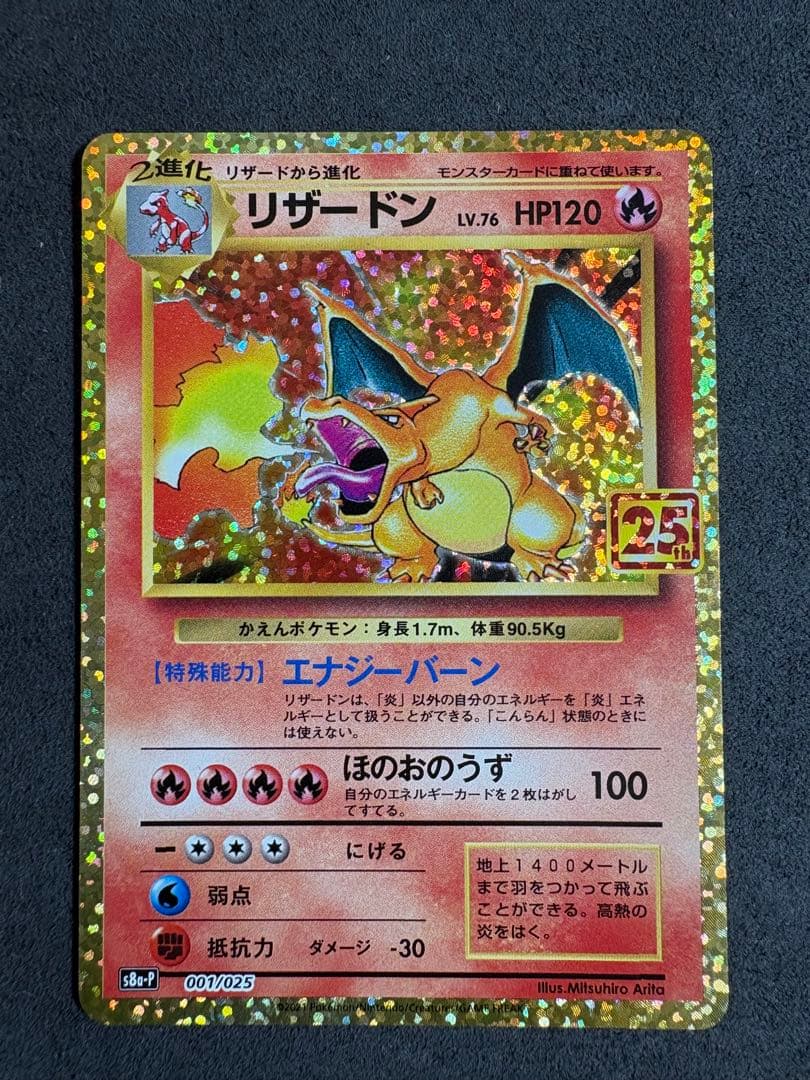 2進化 リザードから進化 モンスターカードに重ねて使います。
リザードン LV.76 HP120
25th
かえんポケモン：身長1.7m、体重90.5Kg
【特殊能力】エナジーバーン
リザードンは、「炎」以外の自分のエネルギーを「炎」エネ
ルギーとして扱うことができる。「こんらん」状態のときに
は使えない。
ほのおのうず 100
自分のエネルギーカードを２枚はがし
てすてる。
にげる
弱点
抵抗力 ダメージ -30
地上１４００メートル
まで羽をつかって飛ぶ
ことができる。高熱の
炎をはく。
s8a-P 001/025
Illus.Mitsuhiro Arita
©2021 Pokémon/Nintendo/Creatures/GAME FREAK